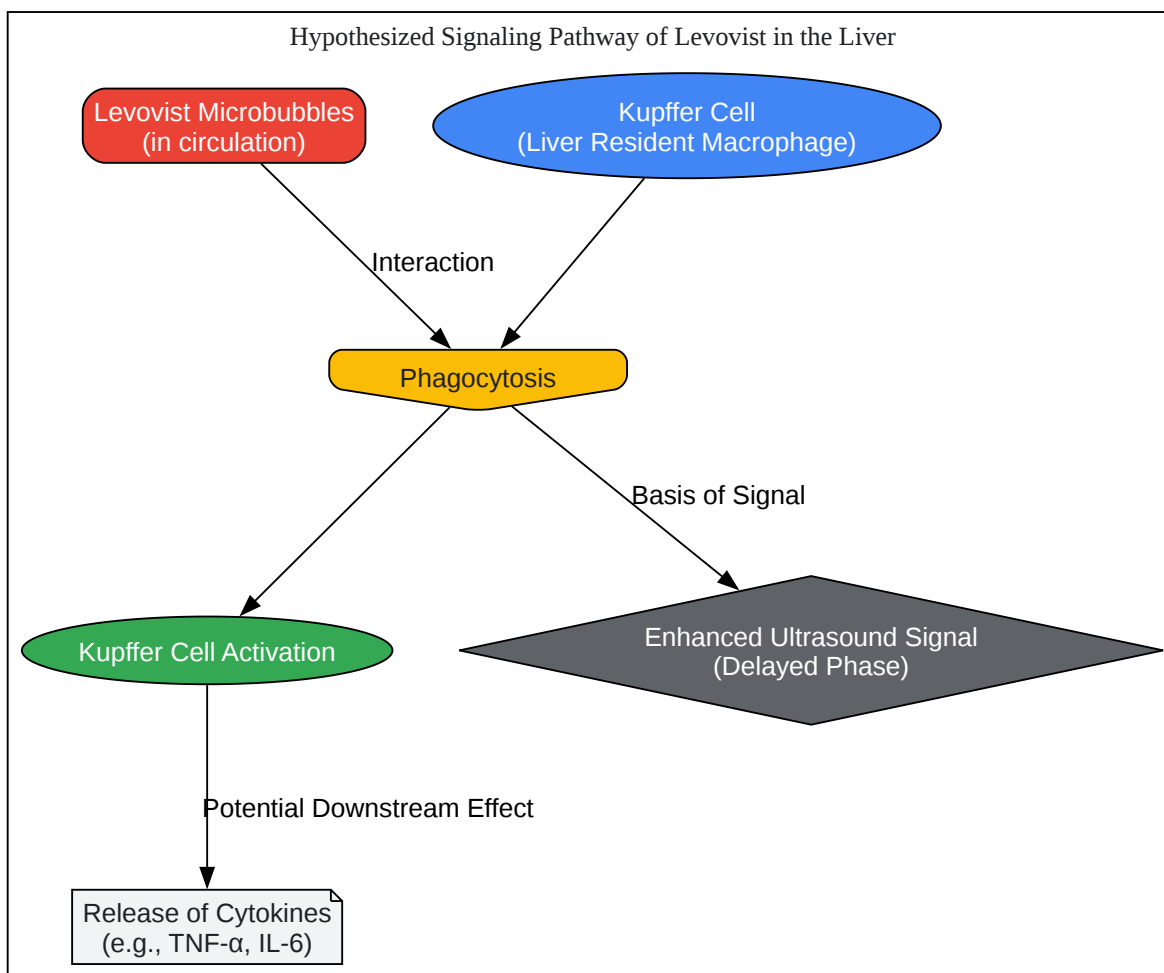 Hypothesized Signaling Pathway of Levovist in the Liver
Levovist Microbubbles
(in circulation)
Kupffer Cell
(Liver Resident Macrophage)
Interaction
Phagocytosis
Basis of Signal
Kupffer Cell Activation
Enhanced Ultrasound Signal
(Delayed Phase)
Potential Downstream Effect
Release of Cytokines
(e.g., TNF-α, IL-6)